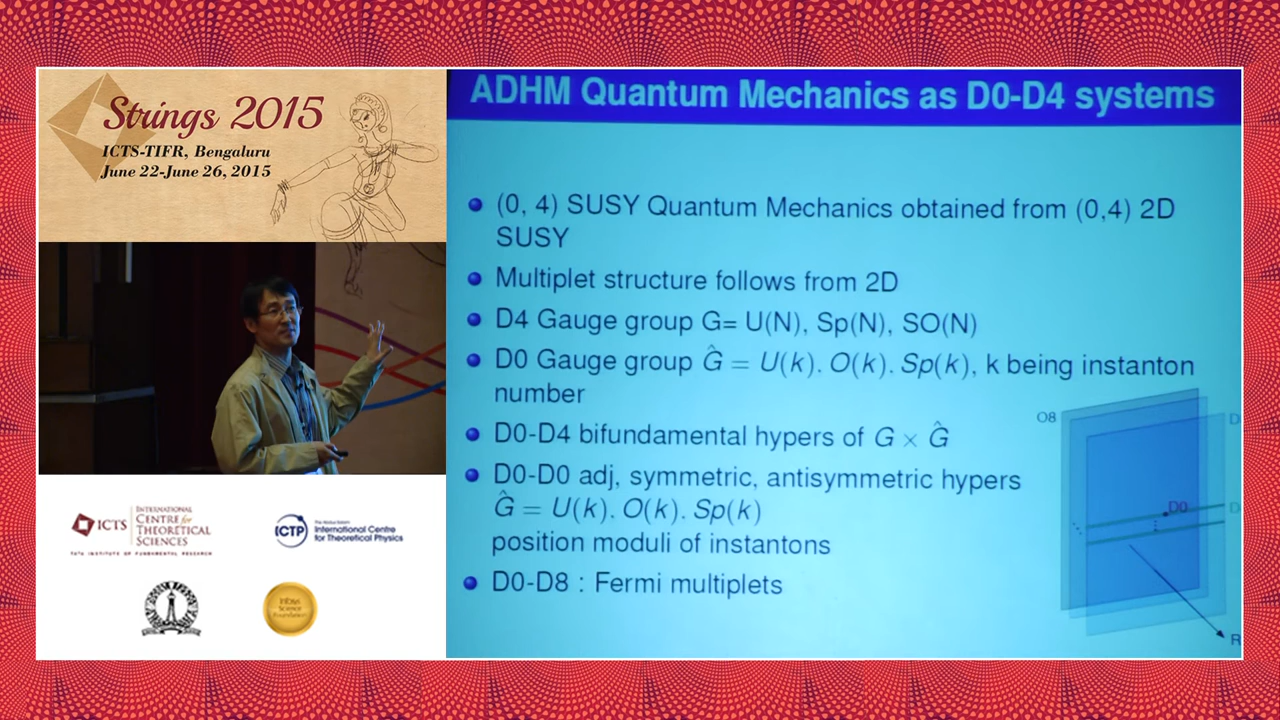 Strings 2015
ICTS-TIFR, Bengaluru
June 22-June 26, 2015
ICTS
INTERNATIONAL
CENTRE for
THEORETICAL
SCIENCES
TATA INSTITUTE OF FUNDAMENTAL RESEARCH
ICTP
The Abdus Salam
International Centre
for Theoretical Physics
Infosys
Science
Foundation
ADHM Quantum Mechanics as D0-D4 systems
(0, 4) SUSY Quantum Mechanics obtained from (0,4) 2D
SUSY
Multiplet structure follows from 2D
D4 Gauge group G= U(N), Sp(N), SO(N)
D0 Gauge group Ĝ = U(k). O(k). Sp(k), k being instanton
number
D0-D4 bifundamental hypers of G × Ĝ
D0-D0 adj, symmetric, antisymmetric hypers
Ĝ = U(k). O(k). Sp(k)
position moduli of instantons
D0-D8 : Fermi multiplets
O8
D
D0
D
R